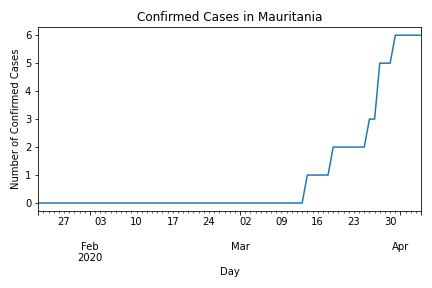 Confirmed Cases in Mauritania
Number of Confirmed Cases
6
5
4
3
2
1
0
27 03 10 17 24 02 09 16 23 30
Feb Mar Apr
2020
Day